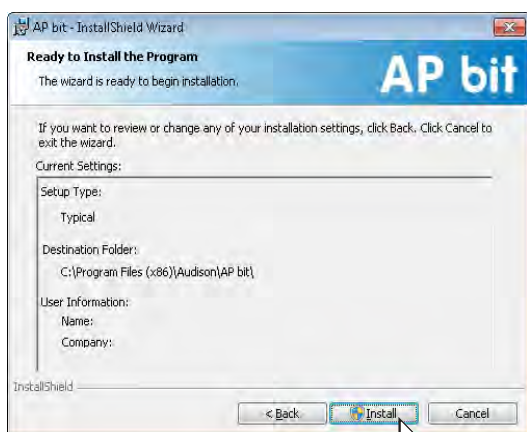 AP bit - InstallShield Wizard
Ready to Install the Program
The wizard is ready to begin installation.
AP bit
If you want to review or change any of your installation settings, click Back. Click Cancel to
exit the wizard.
Current Settings:
Setup Type:
Typical
Destination Folder:
C:\Program Files (x86)\Audison\AP bit\
User Information:
Name:
Company:
InstallShield
< Back
Install
Cancel